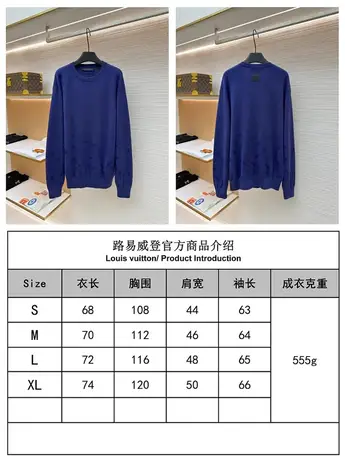 路易威登官方商品介绍
Louis vuitton/ Product Introduction
Size 衣长 胸围 肩宽 袖长 成衣克重
S 68 108 44 63
M 70 112 46 64
L 72 116 48 65 555g
XL 74 120 50 66